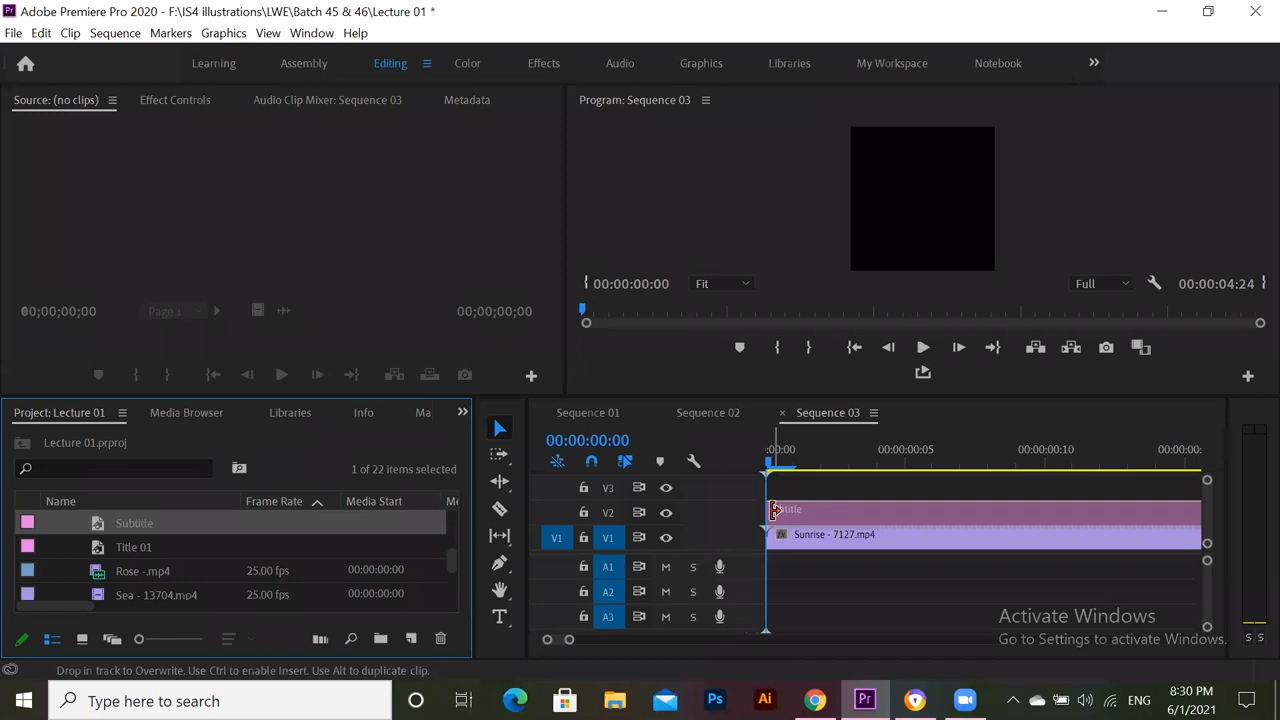 Adobe Premiere Pro 2020 - F:\IS4 illustrations\LWE\Batch 45 & 46\Lecture 01 *
File Edit Clip Sequence Markers Graphics View Window Help
Learning Assembly Editing Color Effects Audio Graphics Libraries My Workspace Notebook
Source: (no clips) Effect Controls Audio Clip Mixer: Sequence 03 Metadata
Program: Sequence 03
00:00:00:00 Fit Full 00:00:04:24
00;00;00;00 Page 1 00;00;00;00
Project: Lecture 01 Media Browser Libraries Info Ma
Lecture 01.prproj
1 of 22 items selected
Name Frame Rate Media Start Me
Subtitle
Title 01
Rose -.mp4 25.00 fps 00:00:00:00
Sea - 13704.mp4 25.00 fps 00:00:00:00
Sequence 01 Sequence 02 Sequence 03
00:00:00:00
:00:00 00:00:00:05 00:00:00:10 00:00:00:
V3
V2 title
V1 V1 fx Sunrise - 7127.mp4
A1 M S
A2 M S
A3 M S
S S
Activate Windows
Go to Settings to activate Windows.
Drop in track to Overwrite. Use Ctrl to enable Insert. Use Alt to duplicate clip.
Type here to search
Ps Ai Pr
ENG
8:30 PM
6/1/2021